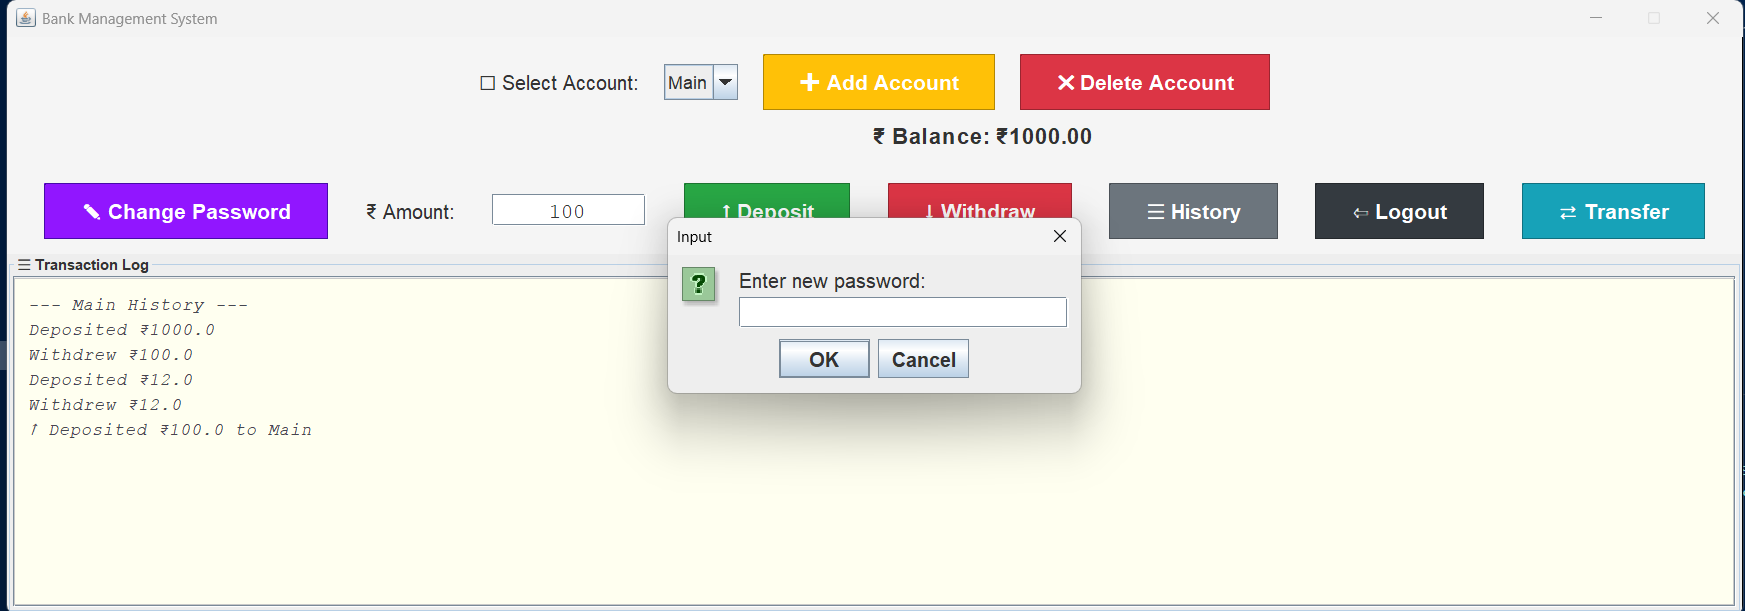 Bank Management System
☐ Select Account: Main ➕ Add Account ✕ Delete Account
₹ Balance: ₹1000.00
✎ Change Password ₹ Amount: 100 ↑ Deposit ↓ Withdraw ☰ History ⇦ Logout ⇄ Transfer
Input
Enter new password:
OK Cancel
☰ Transaction Log
--- Main History ---
Deposited ₹1000.0
Withdrew ₹100.0
Deposited ₹12.0
Withdrew ₹12.0
↑ Deposited ₹100.0 to Main